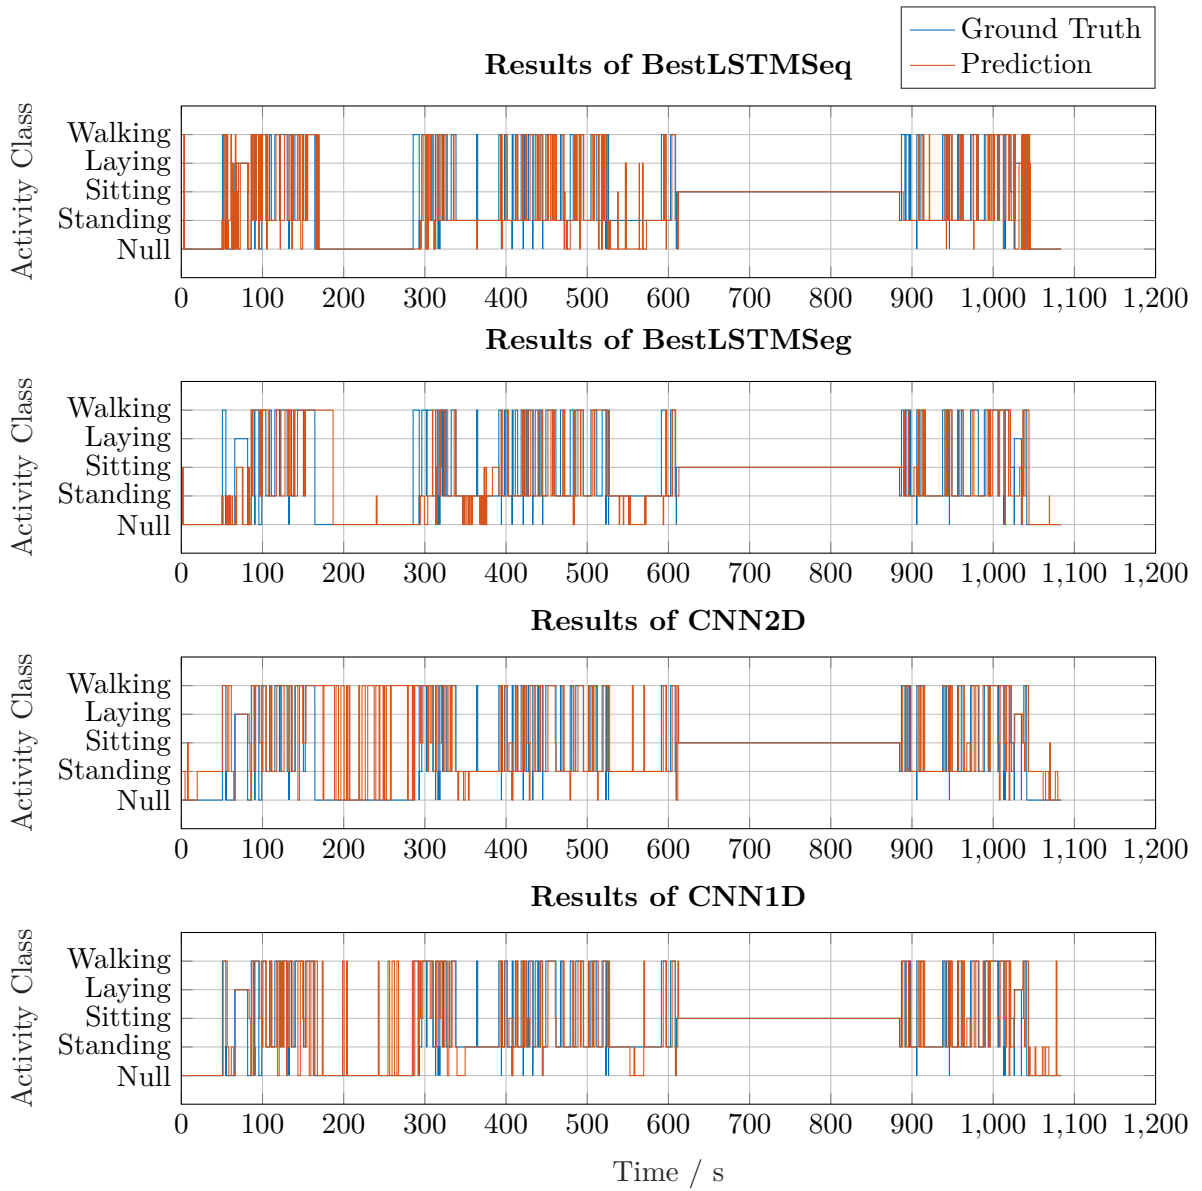 Ground Truth
Prediction
Results of BestLSTMSeq
Activity Class
Walking
Laying
Sitting
Standing
Null
0 100 200 300 400 500 600 700 800 900 1,000 1,100 1,200
Results of BestLSTMSeg
Activity Class
Walking
Laying
Sitting
Standing
Null
0 100 200 300 400 500 600 700 800 900 1,000 1,100 1,200
Results of CNN2D
Activity Class
Walking
Laying
Sitting
Standing
Null
0 100 200 300 400 500 600 700 800 900 1,000 1,100 1,200
Results of CNN1D
Activity Class
Walking
Laying
Sitting
Standing
Null
0 100 200 300 400 500 600 700 800 900 1,000 1,100 1,200
Time / s